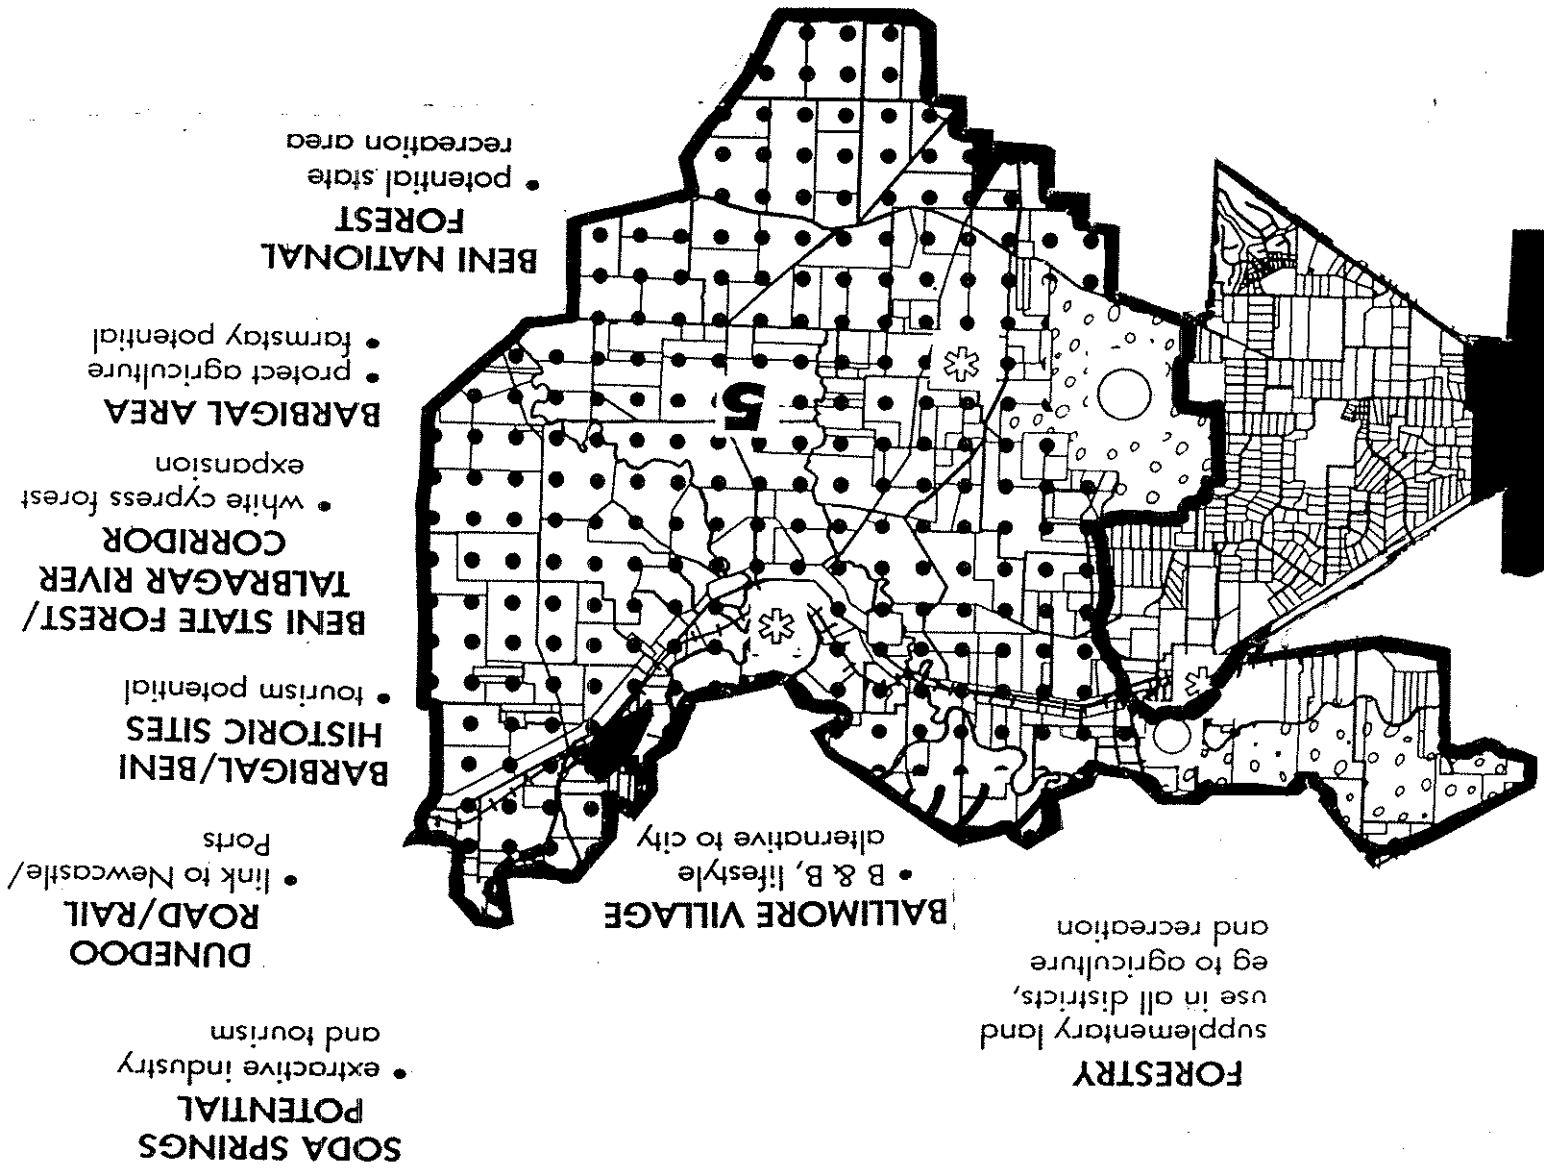 FORESTRY
supplementary land
use in all districts,
eg to agriculture
and recreation
BALLIMORE VILLAGE
• B & B, lifestyle
alternative to city
SODA SPRINGS
POTENTIAL
• extractive industry
and tourism
DUNEDOO
ROAD/RAIL
• link to Newcastle/
Ports
BARBIGAL/BENI
HISTORIC SITES
• tourism potential
BENI STATE FOREST/
TALBRAGAR RIVER
CORRIDOR
• white cypress forest
expansion
BARBIGAL AREA
• protect agriculture
• farmstay potential
BENI NATIONAL
FOREST
• potential state
recreation area
5